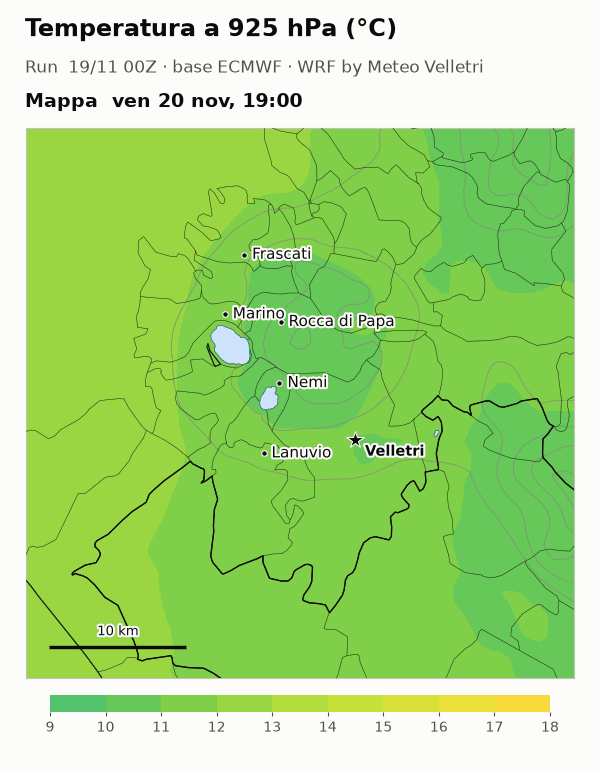 Temperatura a 925 hPa (°C)
Run  19/11 00Z · base ECMWF · WRF by Meteo Velletri
Mappa  ven 20 nov, 19:00
Frascati
Marino
Rocca di Papa
Nemi
Velletri
Lanuvio
10 km
9 10 11 12 13 14 15 16 17 18